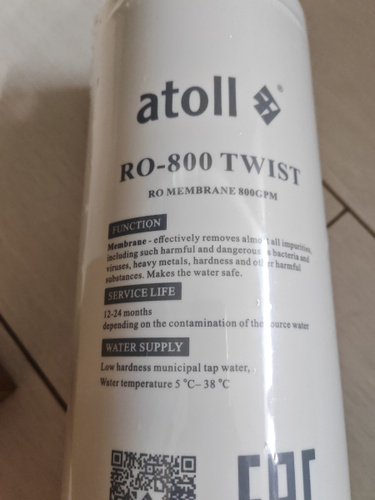 atoll
RO-800 TWIST
RO MEMBRANE 800GPM
FUNCTION
Membrane - effectively removes almost all impurities,
including such harmful and dangerous as bacteria and
viruses, heavy metals, hardness and other harmful
substances. Makes the water safe.
SERVICE LIFE
12-24 months
depending on the contamination of the source water
WATER SUPPLY
Low hardness municipal tap water,
Water temperature 5 °C– 38 °C
EAC